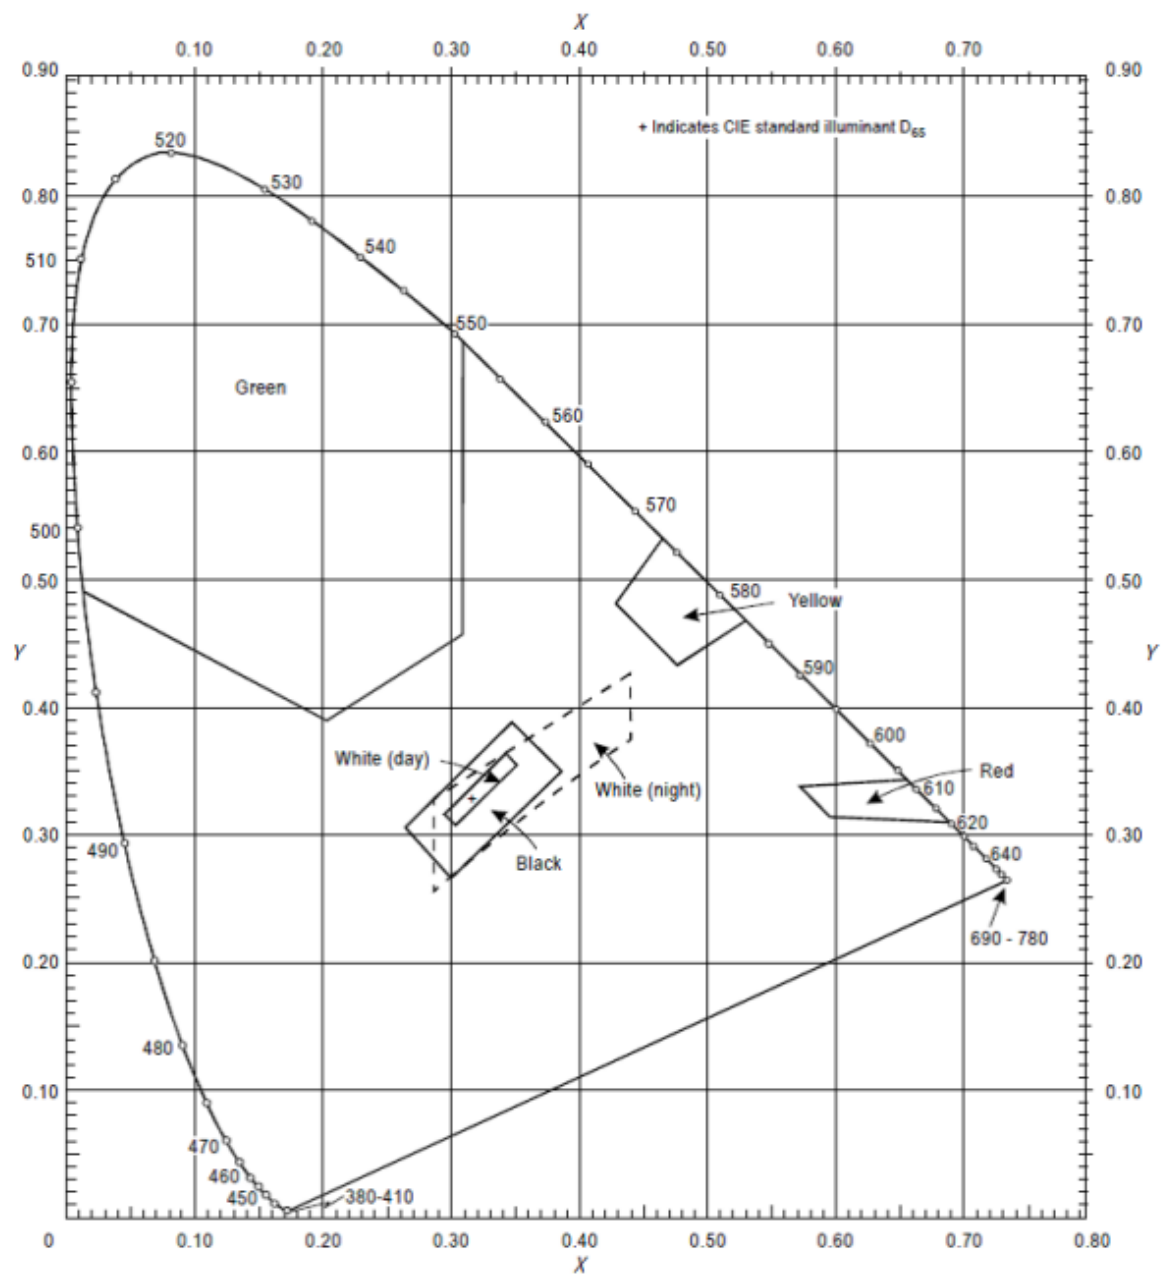 X
0.10 0.20 0.30 0.40 0.50 0.60 0.70
0.90 0.90
+ Indicates CIE standard illuminant D65
520
530
0.80 0.80
540
510
550
0.70 0.70
Green
560
0.60 0.60
570
500
0.50 0.50
580
Yellow
Y Y
590
0.40 0.40
600
White (day)
Red
White (night)
610
620
0.30 0.30
490
Black
640
690 - 780
0.20 0.20
480
0.10 0.10
470
460
450
380-410
0 0.10 0.20 0.30 0.40 0.50 0.60 0.70 0.80
X